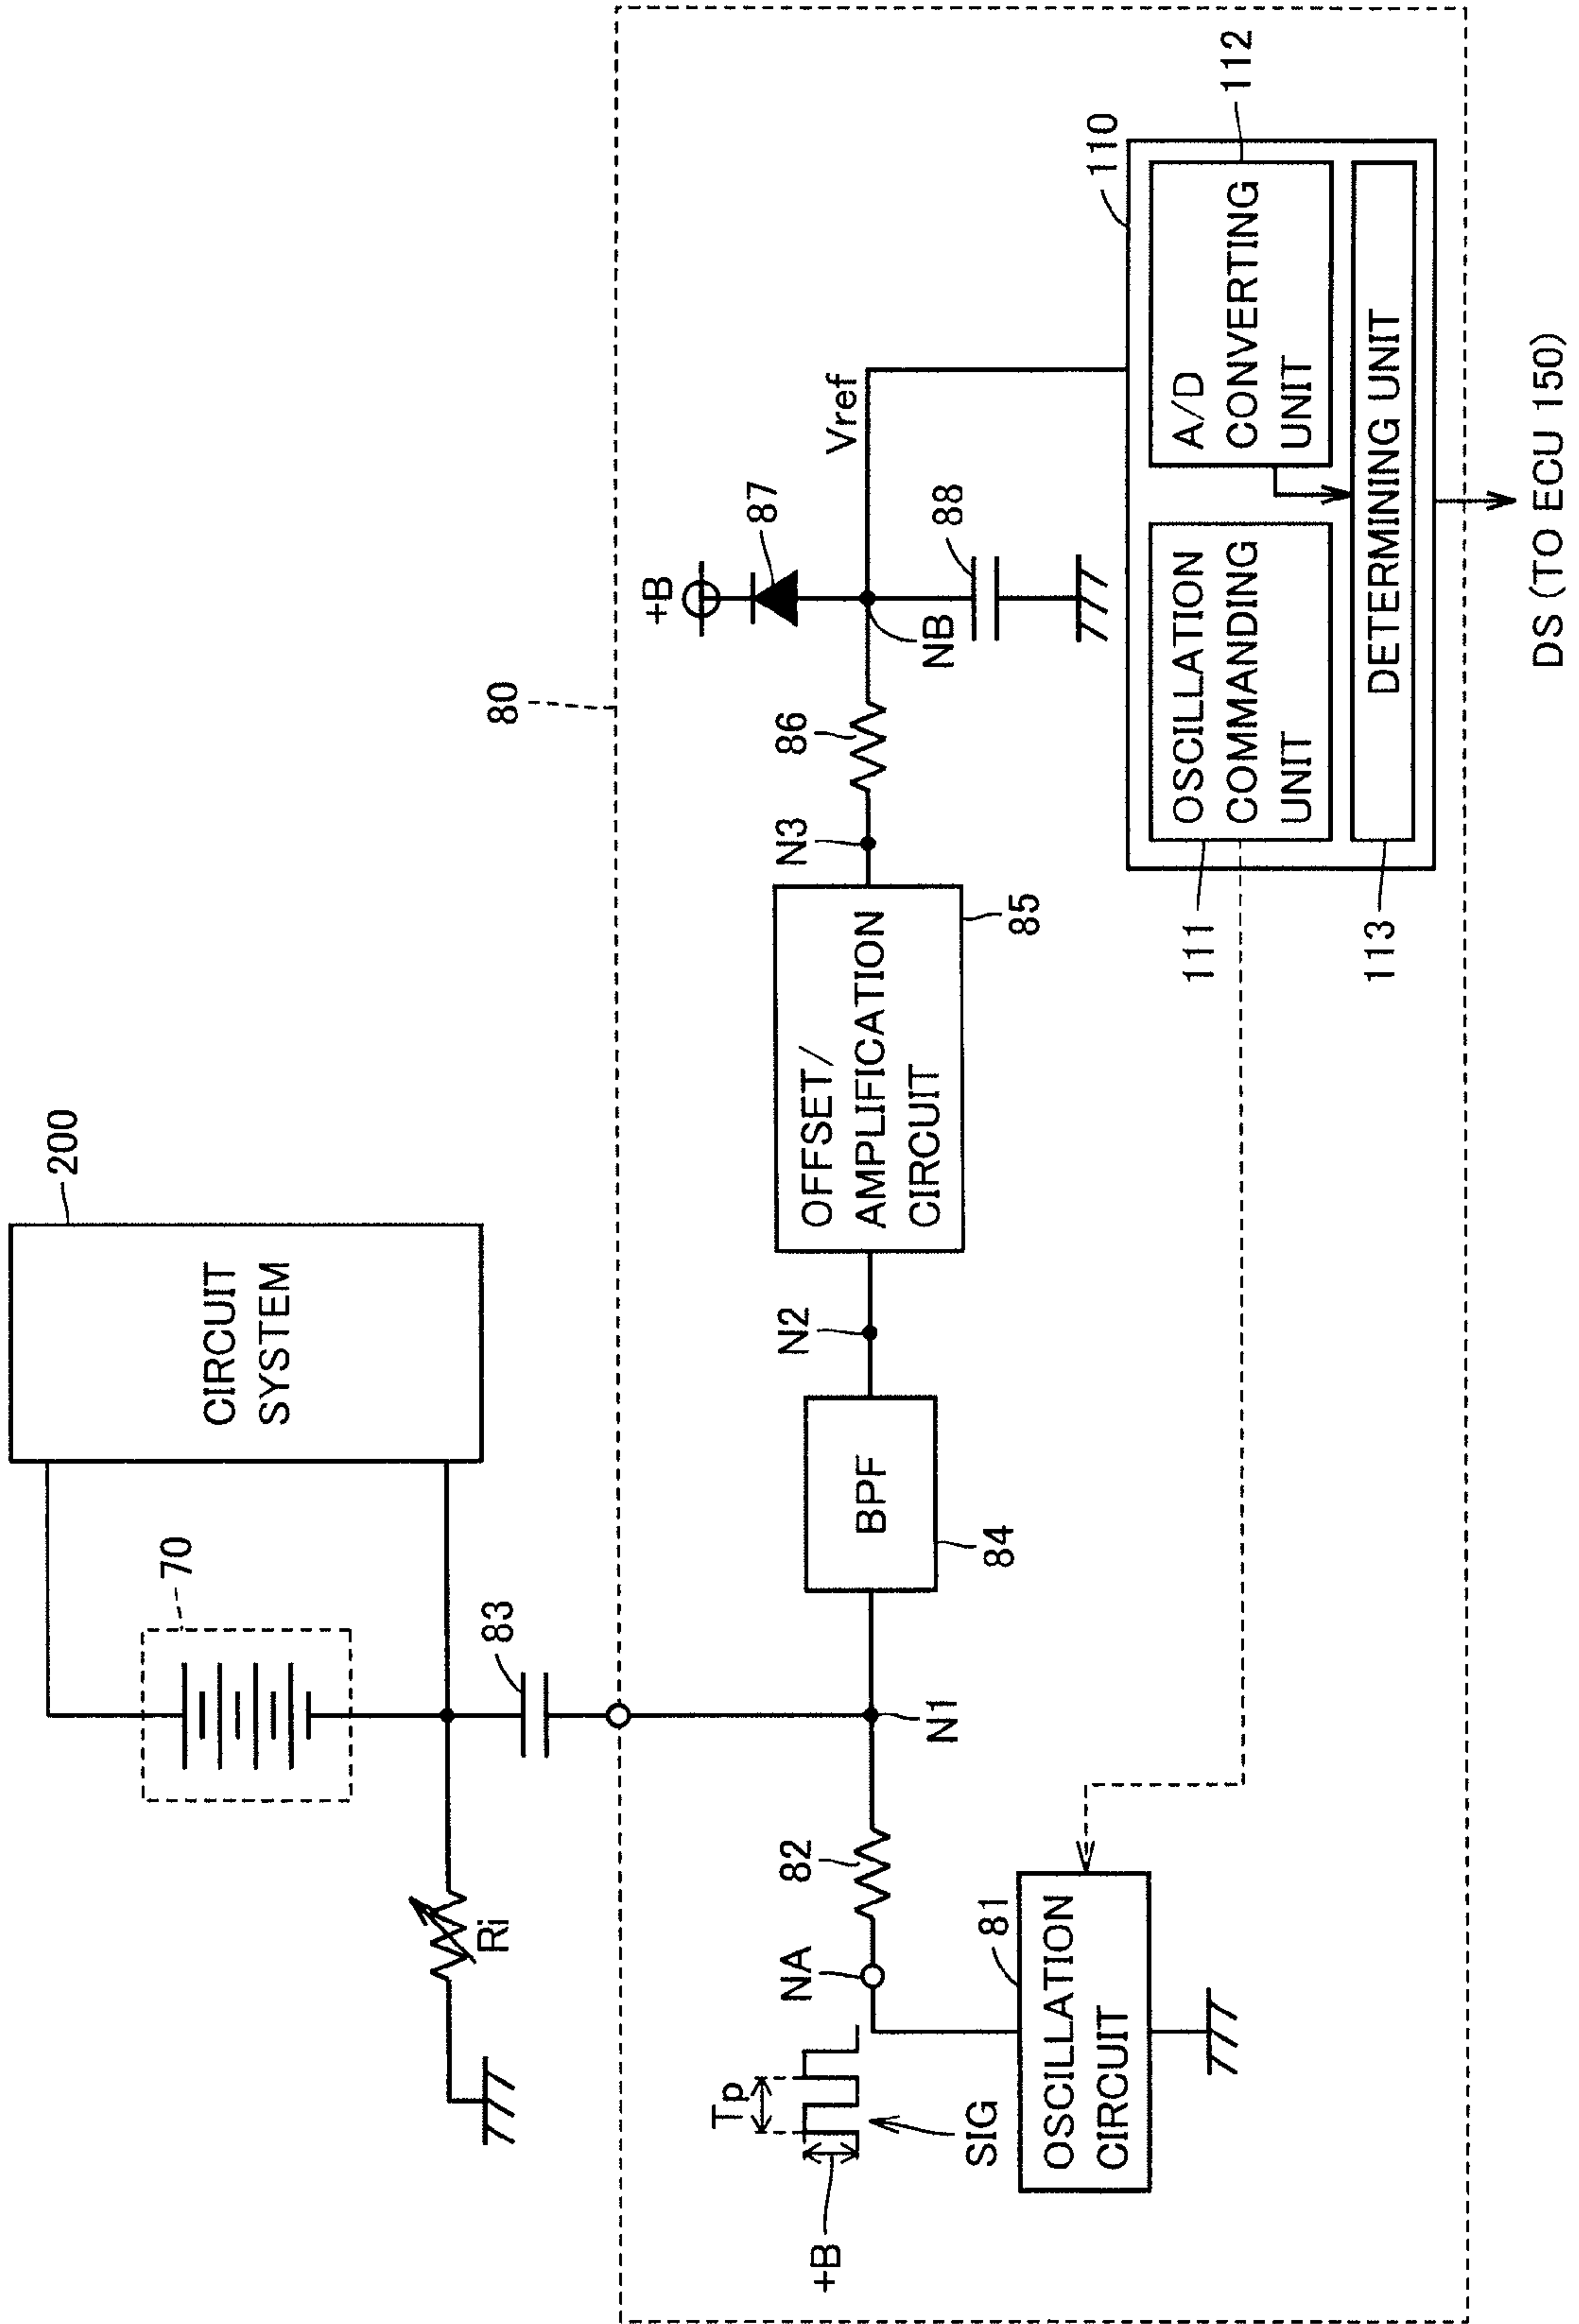 200
CIRCUIT
SYSTEM
70
83
Ri
80
+B
87
Vref
NB
88
86
N3
OFFSET/
AMPLIFICATION
CIRCUIT
85
N2
BPF
84
N1
82
NA
Tp
+B
SIG
81
OSCILLATION
CIRCUIT
110
112
A/D
CONVERTING
UNIT
OSCILLATION
COMMANDING
UNIT
111
DETERMINING UNIT
113
DS (TO ECU 150)